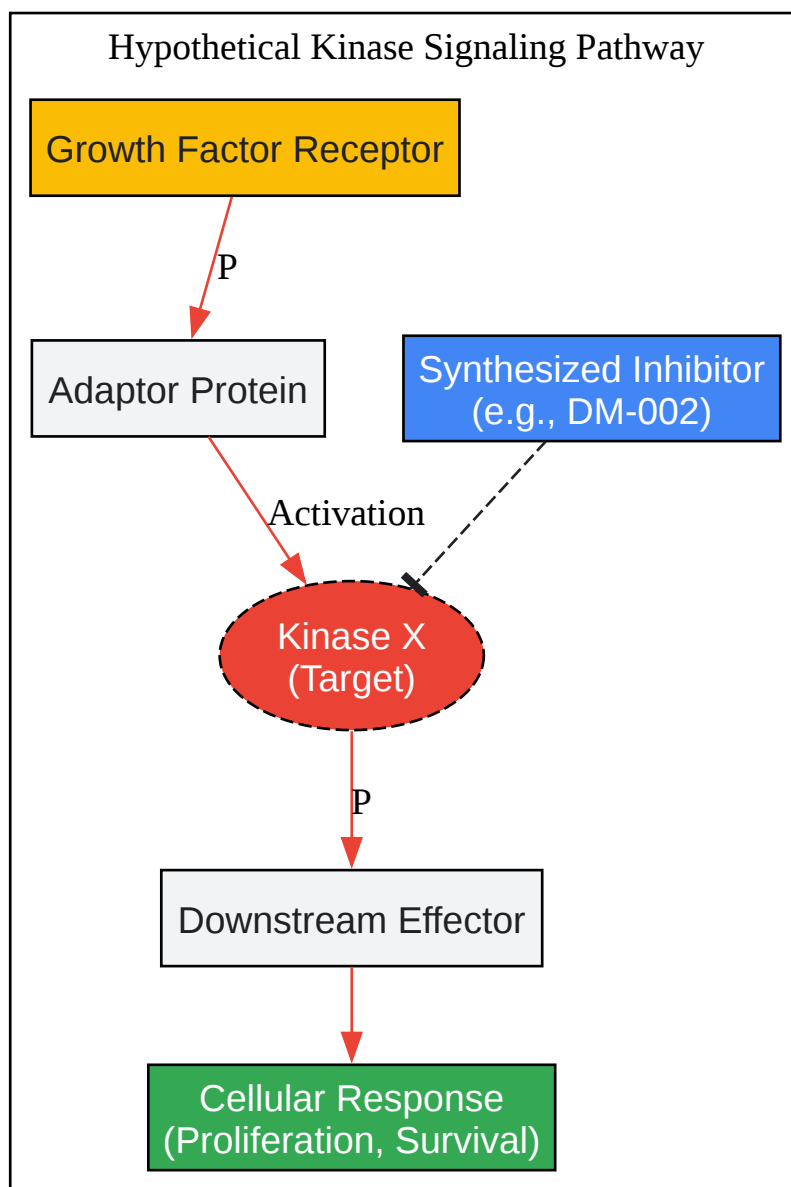 Hypothetical Kinase Signaling Pathway
Growth Factor Receptor
P
Adaptor Protein
Synthesized Inhibitor
(e.g., DM-002)
Activation
Kinase X
(Target)
P
Downstream Effector
Cellular Response
(Proliferation, Survival)